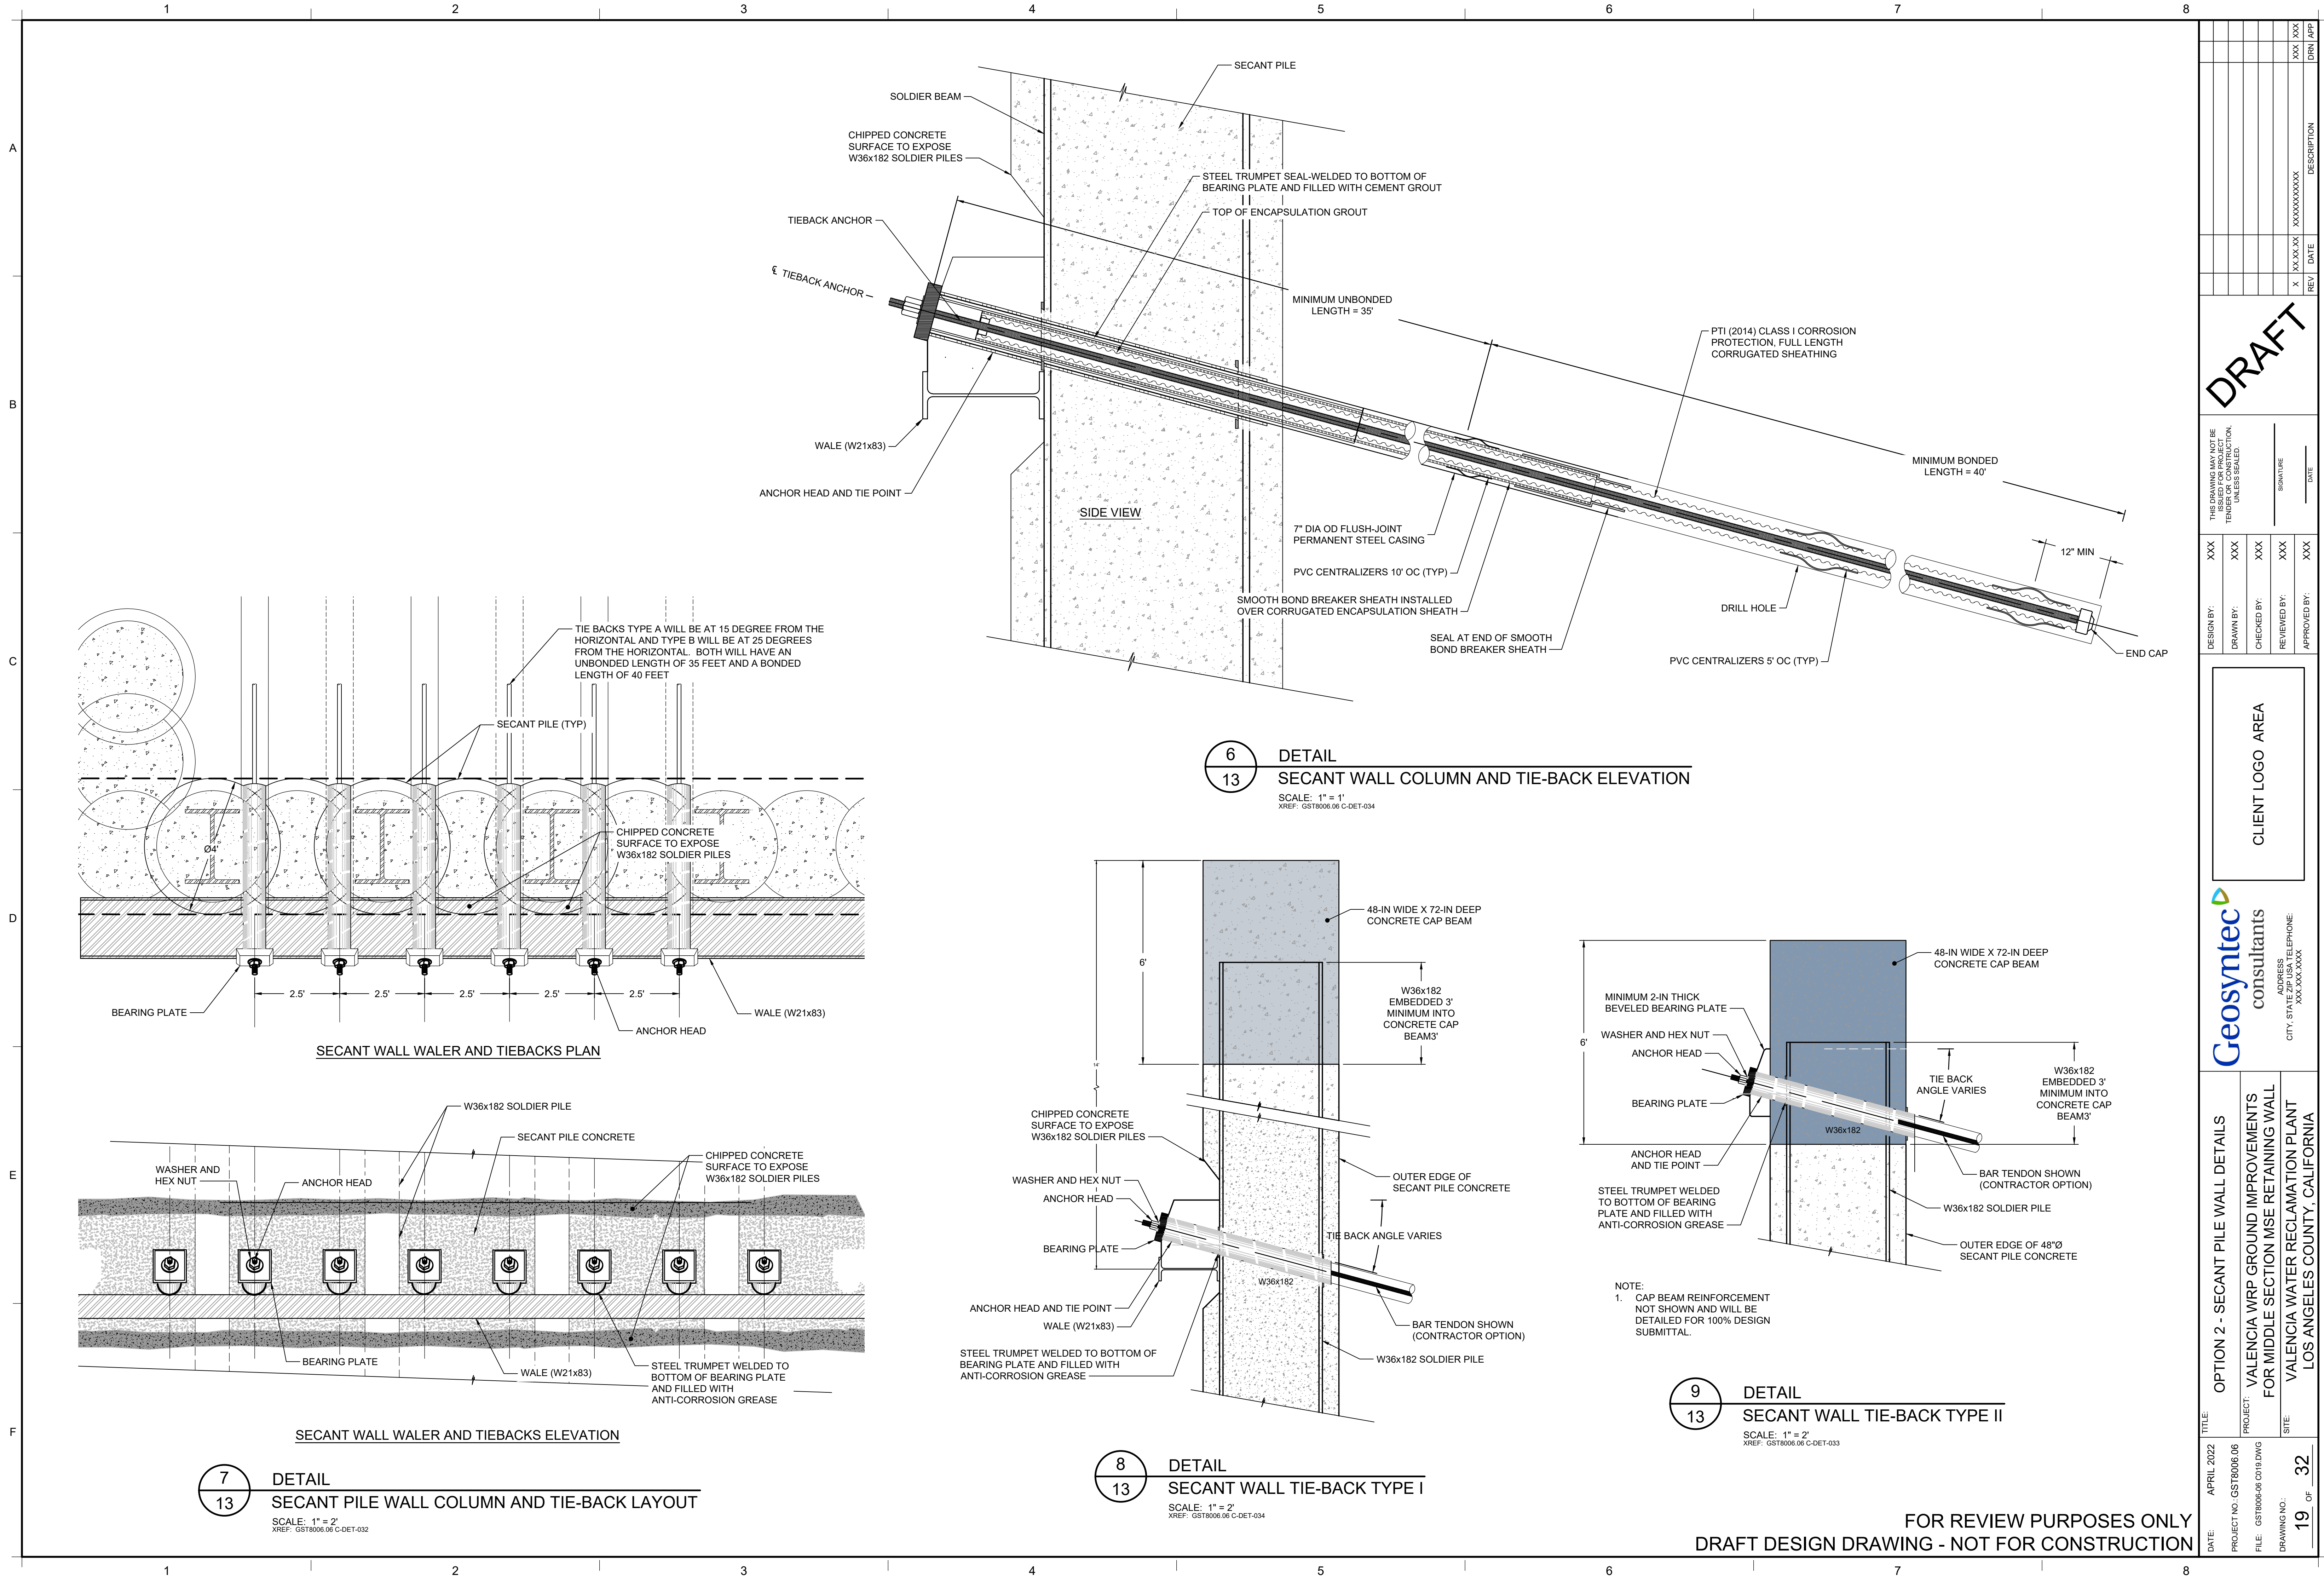 1 2 3 4 5 6 7 8
A
B
C
D
E
F
SECANT PILE
SOLDIER BEAM
CHIPPED CONCRETE
SURFACE TO EXPOSE
W36x182 SOLDIER PILES
STEEL TRUMPET SEAL-WELDED TO BOTTOM OF
BEARING PLATE AND FILLED WITH CEMENT GROUT
TOP OF ENCAPSULATION GROUT
TIEBACK ANCHOR
℄ TIEBACK ANCHOR
MINIMUM UNBONDED
LENGTH = 35'
PTI (2014) CLASS I CORROSION
PROTECTION, FULL LENGTH
CORRUGATED SHEATHING
WALE (W21x83)
ANCHOR HEAD AND TIE POINT
SIDE VIEW
MINIMUM BONDED
LENGTH = 40'
7" DIA OD FLUSH-JOINT
PERMANENT STEEL CASING
PVC CENTRALIZERS 10' OC (TYP)
SMOOTH BOND BREAKER SHEATH INSTALLED
OVER CORRUGATED ENCAPSULATION SHEATH
SEAL AT END OF SMOOTH
BOND BREAKER SHEATH
DRILL HOLE
PVC CENTRALIZERS 5' OC (TYP)
12" MIN
END CAP
6
13
DETAIL
SECANT WALL COLUMN AND TIE-BACK ELEVATION
SCALE: 1" = 1'
XREF: GST8006.06 C-DET-034
TIE BACKS TYPE A WILL BE AT 15 DEGREE FROM THE
HORIZONTAL AND TYPE B WILL BE AT 25 DEGREES
FROM THE HORIZONTAL. BOTH WILL HAVE AN
UNBONDED LENGTH OF 35 FEET AND A BONDED
LENGTH OF 40 FEET
SECANT PILE (TYP)
Ø4'
CHIPPED CONCRETE
SURFACE TO EXPOSE
W36x182 SOLDIER PILES
2.5' 2.5' 2.5' 2.5' 2.5'
BEARING PLATE
WALE (W21x83)
ANCHOR HEAD
SECANT WALL WALER AND TIEBACKS PLAN
W36x182 SOLDIER PILE
SECANT PILE CONCRETE
WASHER AND
HEX NUT
ANCHOR HEAD
CHIPPED CONCRETE
SURFACE TO EXPOSE
W36x182 SOLDIER PILES
BEARING PLATE
WALE (W21x83)
STEEL TRUMPET WELDED TO
BOTTOM OF BEARING PLATE
AND FILLED WITH
ANTI-CORROSION GREASE
SECANT WALL WALER AND TIEBACKS ELEVATION
7
13
DETAIL
SECANT PILE WALL COLUMN AND TIE-BACK LAYOUT
SCALE: 1" = 2'
XREF: GST8006.06 C-DET-032
6'
14'
48-IN WIDE X 72-IN DEEP
CONCRETE CAP BEAM
W36x182
EMBEDDED 3'
MINIMUM INTO
CONCRETE CAP
BEAM3'
CHIPPED CONCRETE
SURFACE TO EXPOSE
W36x182 SOLDIER PILES
WASHER AND HEX NUT
ANCHOR HEAD
BEARING PLATE
OUTER EDGE OF
SECANT PILE CONCRETE
TIE BACK ANGLE VARIES
W36x182
ANCHOR HEAD AND TIE POINT
WALE (W21x83)
STEEL TRUMPET WELDED TO BOTTOM OF
BEARING PLATE AND FILLED WITH
ANTI-CORROSION GREASE
BAR TENDON SHOWN
(CONTRACTOR OPTION)
W36x182 SOLDIER PILE
8
13
DETAIL
SECANT WALL TIE-BACK TYPE I
SCALE: 1" = 2'
XREF: GST8006.06 C-DET-034
48-IN WIDE X 72-IN DEEP
CONCRETE CAP BEAM
MINIMUM 2-IN THICK
BEVELED BEARING PLATE
6'
WASHER AND HEX NUT
ANCHOR HEAD
BEARING PLATE
TIE BACK
ANGLE VARIES
W36x182
EMBEDDED 3'
MINIMUM INTO
CONCRETE CAP
BEAM3'
W36x182
ANCHOR HEAD
AND TIE POINT
STEEL TRUMPET WELDED
TO BOTTOM OF BEARING
PLATE AND FILLED WITH
ANTI-CORROSION GREASE
BAR TENDON SHOWN
(CONTRACTOR OPTION)
W36x182 SOLDIER PILE
OUTER EDGE OF 48"Ø
SECANT PILE CONCRETE
NOTE:
1. CAP BEAM REINFORCEMENT
NOT SHOWN AND WILL BE
DETAILED FOR 100% DESIGN
SUBMITTAL.
9
13
DETAIL
SECANT WALL TIE-BACK TYPE II
SCALE: 1" = 2'
XREF: GST8006.06 C-DET-033
FOR REVIEW PURPOSES ONLY
DRAFT DESIGN DRAWING - NOT FOR CONSTRUCTION
X XX.XX.XX XXXXXXXXXXXX XXX XXX
REV DATE DESCRIPTION DRN APP
DRAFT
THIS DRAWING MAY NOT BE
ISSUED FOR PROJECT
TENDER OR CONSTRUCTION,
UNLESS SEALED.
SIGNATURE
DATE
DESIGN BY: XXX
DRAWN BY: XXX
CHECKED BY: XXX
REVIEWED BY: XXX
APPROVED BY: XXX
CLIENT LOGO AREA
Geosyntec
consultants
ADDRESS
CITY, STATE ZIP USA TELEPHONE:
XXX.XXX.XXXX
TITLE:
OPTION 2 - SECANT PILE WALL DETAILS
PROJECT:
VALENCIA WRP GROUND IMPROVEMENTS
FOR MIDDLE SECTION MSE RETAINING WALL
SITE:
VALENCIA WATER RECLAMATION PLANT
LOS ANGELES COUNTY, CALIFORNIA
DATE: APRIL 2022
PROJECT NO.: GST8006.06
FILE: GST8006-06 C019.DWG
DRAWING NO.:
19 OF 32
1 2 3 4 5 6 7 8